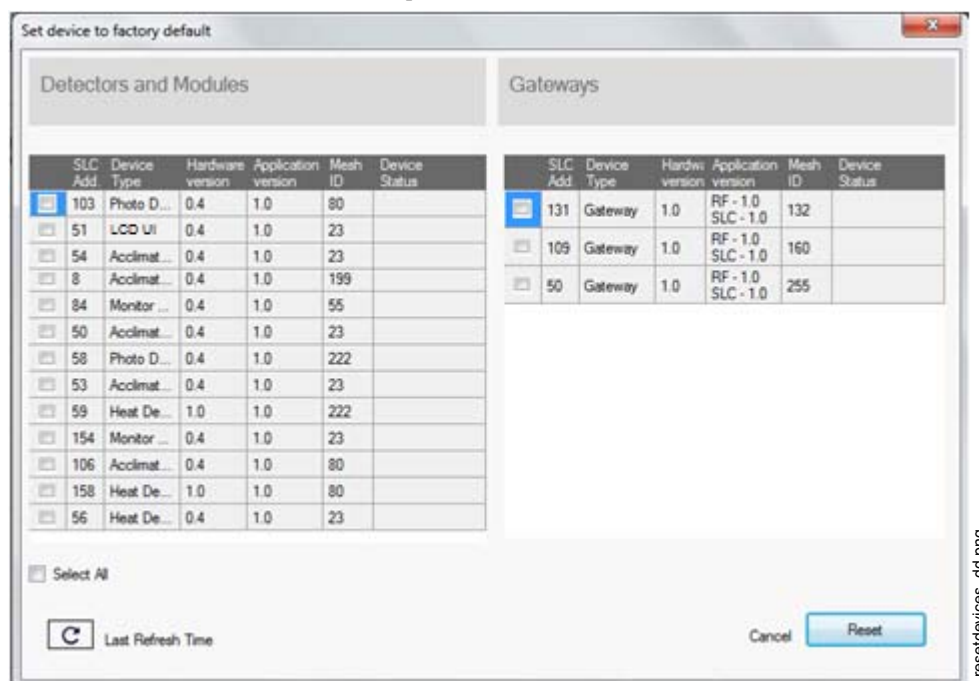 Set device to factory default
Detectors and Modules
Gateways
SLC Add. Device Type Hardware version Application version Mesh ID Device Status
103 Photo D... 0.4 1.0 80
51 LCD UI 0.4 1.0 23
54 Acclimat... 0.4 1.0 23
8 Acclimat... 0.4 1.0 199
84 Monitor ... 0.4 1.0 55
50 Acclimat... 0.4 1.0 23
58 Photo D... 0.4 1.0 222
53 Acclimat... 0.4 1.0 23
59 Heat De... 1.0 1.0 222
154 Monitor ... 0.4 1.0 23
106 Acclimat... 0.4 1.0 80
158 Heat De... 1.0 1.0 80
56 Heat De... 0.4 1.0 23
SLC Add. Device Type Hardwa version Application version Mesh ID Device Status
131 Gateway 1.0 RF - 1.0 SLC - 1.0 132
109 Gateway 1.0 RF - 1.0 SLC - 1.0 160
50 Gateway 1.0 RF - 1.0 SLC - 1.0 255
Select All
Last Refresh Time
Cancel
Reset
resetdevices_dd.png